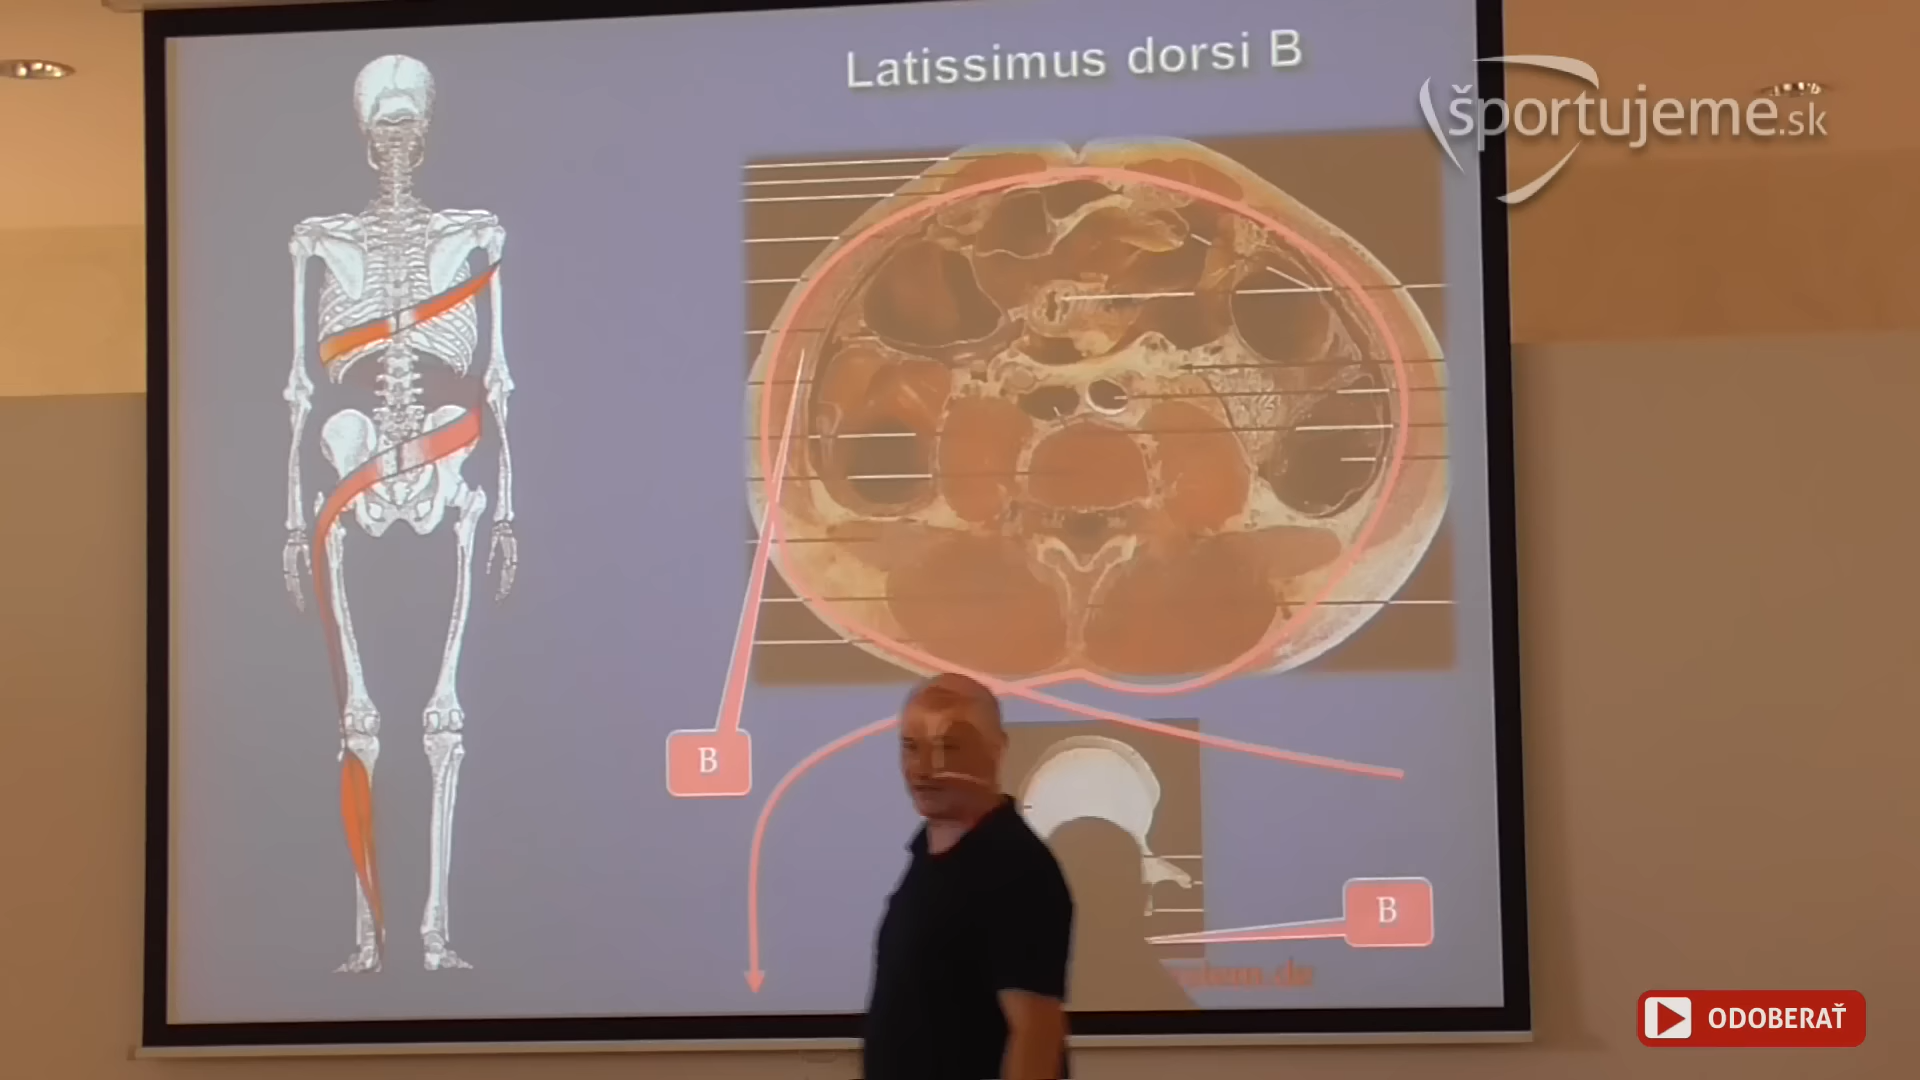 Latissimus dorsi B
športujeme.sk
B
B
ODOBERAŤ